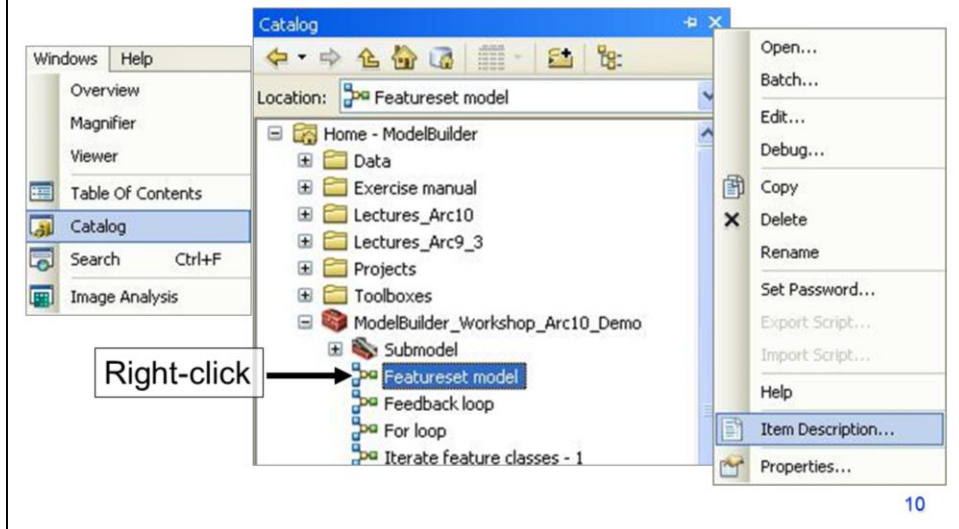 Windows Help
Overview
Magnifier
Viewer
Table Of Contents
Catalog
Search Ctrl+F
Image Analysis
Catalog
Location: Featureset model
Home - ModelBuilder
Data
Exercise manual
Lectures_Arc10
Lectures_Arc9_3
Projects
Toolboxes
ModelBuilder_Workshop_Arc10_Demo
Submodel
Featureset model
Feedback loop
For loop
Iterate feature classes - 1
Right-click
Open...
Batch...
Edit...
Debug...
Copy
Delete
Rename
Set Password...
Export Script...
Import Script...
Help
Item Description...
Properties...
10